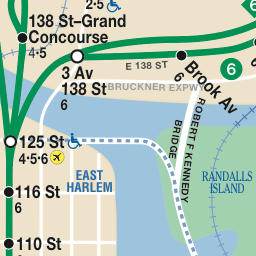 2·5
138 St–Grand
Concourse
4·5
3 Av
138 St
6
E 138 ST
6
Brook Av
6
BRUCKNER EXPWY
ROBERT F KENNEDY
BRIDGE
125 St
4·5·6
EAST
HARLEM
RANDALLS
ISLAND
116 St
6
110 St
6